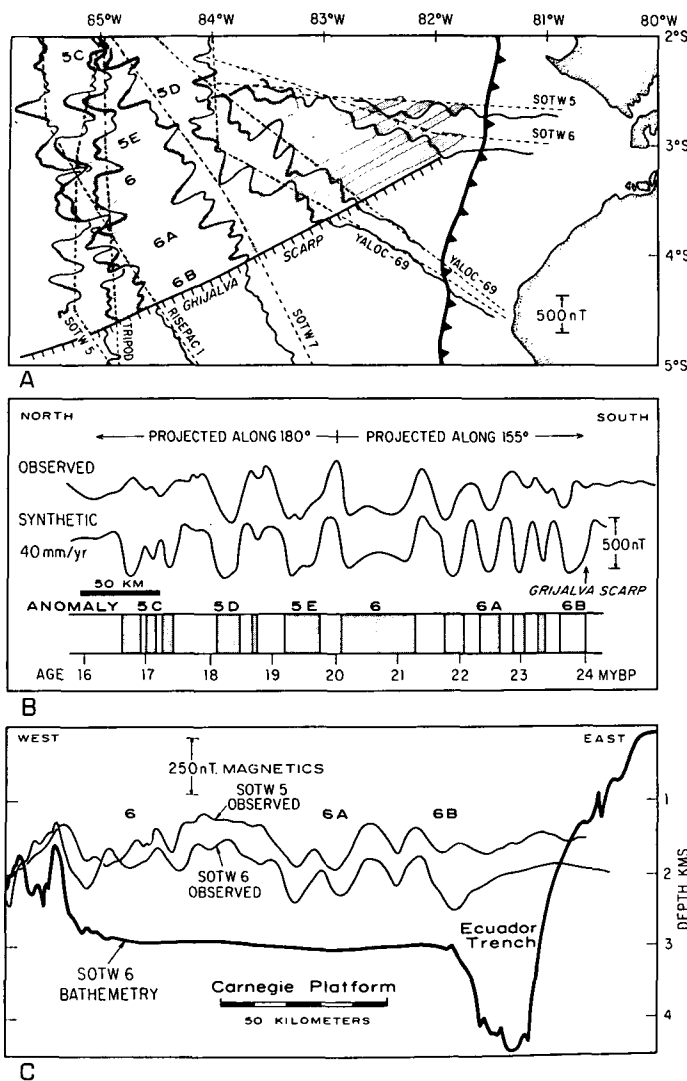 85°W 84° 83° 82° 81°W 80°W
2°S
5C
5D
SOTW 5
SOTW 6
5E
3°S
6
6A
SCARP
4°S
6B
GRIJALVA
YALOC-69
YALOC-69
500nT
SOTW 5
TRIPOD
RISEPAC 1
SOTW 7
5°S
A
NORTH SOUTH
PROJECTED ALONG 180° PROJECTED ALONG 155°
OBSERVED
SYNTHETIC
40 mm/yr
500nT
50 KM
GRIJALVA SCARP
ANOMALY 5C 5D 5E 6 6A 6B
AGE 16 17 18 19 20 21 22 23 24 MYBP
B
WEST EAST
250nT. MAGNETICS
SOTW 5
OBSERVED
6 6A 6B
1
SOTW 6
OBSERVED
2
DEPTH KMS
Ecuador
Trench
3
SOTW 6
BATHEMETRY
Carnegie Platform
50 KILOMETERS
4
C